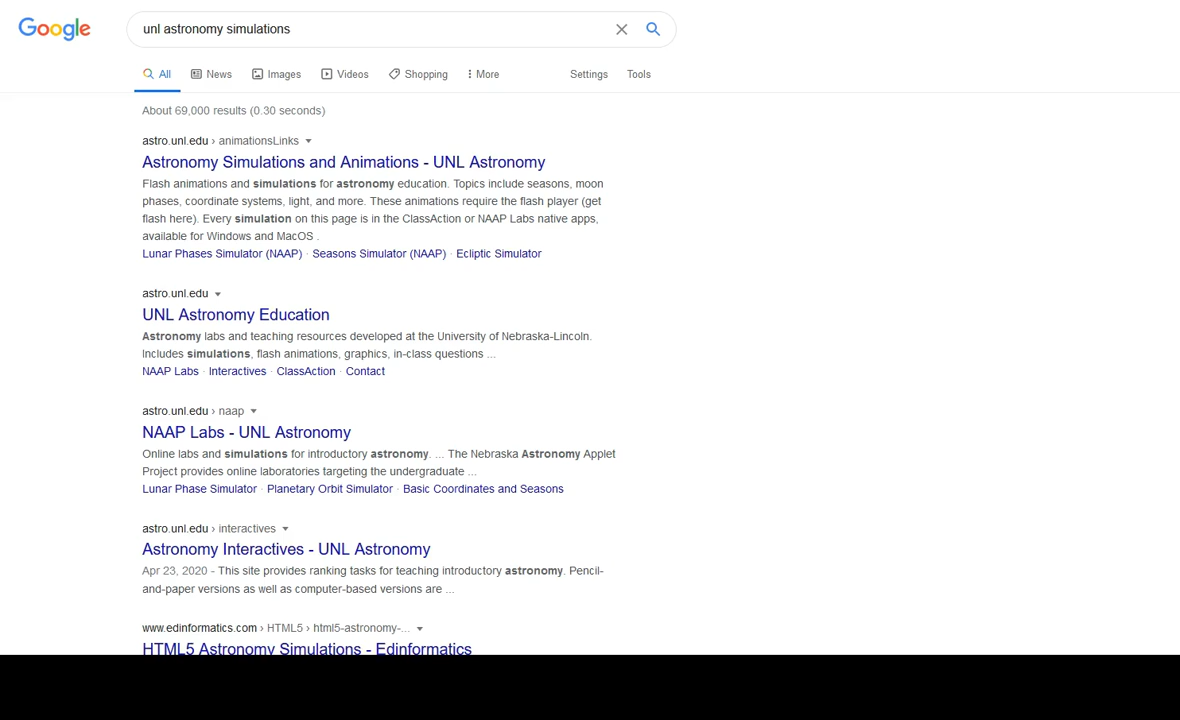 Google
unl astronomy simulations
All News Images Videos Shopping More Settings Tools
About 69,000 results (0.30 seconds)
astro.unl.edu › animationsLinks
Astronomy Simulations and Animations - UNL Astronomy
Flash animations and simulations for astronomy education. Topics include seasons, moon
phases, coordinate systems, light, and more. These animations require the flash player (get
flash here). Every simulation on this page is in the ClassAction or NAAP Labs native apps,
available for Windows and MacOS .
Lunar Phases Simulator (NAAP) · Seasons Simulator (NAAP) · Ecliptic Simulator
astro.unl.edu
UNL Astronomy Education
Astronomy labs and teaching resources developed at the University of Nebraska-Lincoln.
Includes simulations, flash animations, graphics, in-class questions ...
NAAP Labs · Interactives · ClassAction · Contact
astro.unl.edu › naap
NAAP Labs - UNL Astronomy
Online labs and simulations for introductory astronomy. ... The Nebraska Astronomy Applet
Project provides online laboratories targeting the undergraduate ...
Lunar Phase Simulator · Planetary Orbit Simulator · Basic Coordinates and Seasons
astro.unl.edu › interactives
Astronomy Interactives - UNL Astronomy
Apr 23, 2020 - This site provides ranking tasks for teaching introductory astronomy. Pencil-
and-paper versions as well as computer-based versions are ...
www.edinformatics.com › HTML5 › html5-astronomy-...
HTML5 Astronomy Simulations - Edinformatics